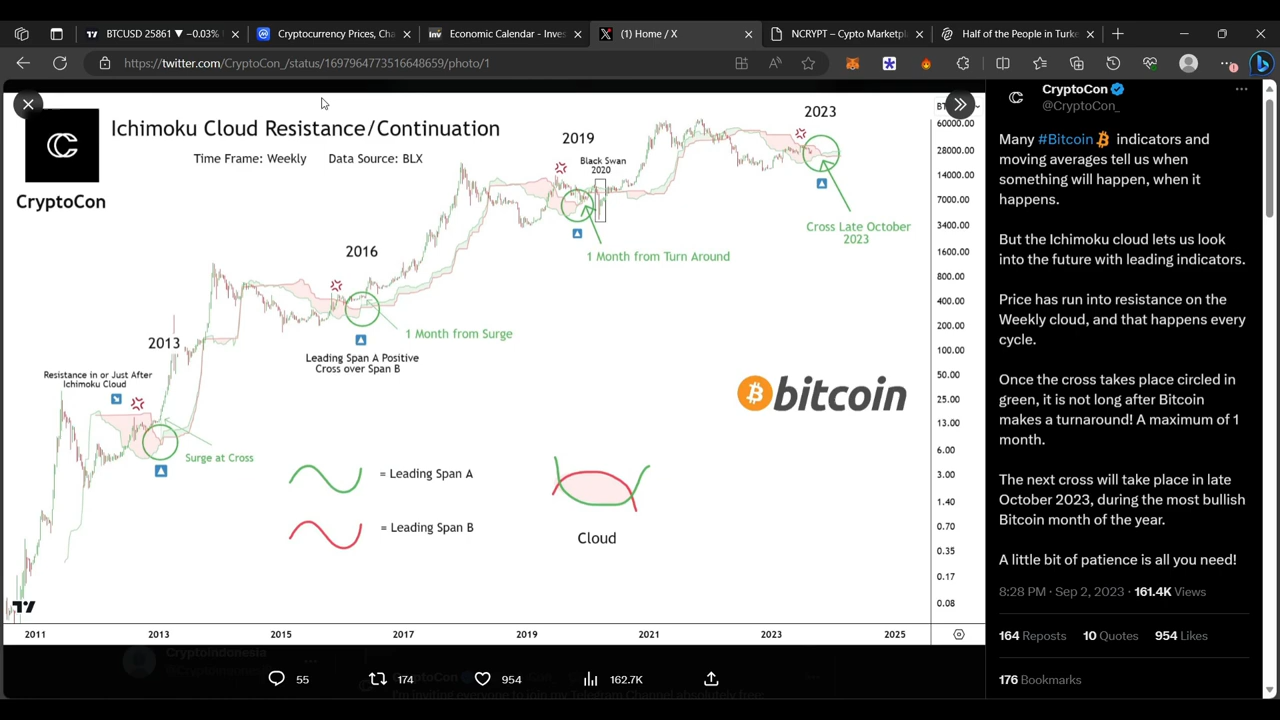 BTCUSD 25861 ▼ −0.03%
Cryptocurrency Prices, Cha
Economic Calendar - Inves
(1) Home / X
NCRYPT – Cypto Marketpl
Half of the People in Turke
https://twitter.com/CryptoCon_/status/1697964773516648659/photo/1
Ichimoku Cloud Resistance/Continuation
Time Frame: Weekly Data Source: BLX
CryptoCon
2013
2016
2019
2023
Black Swan
2020
Resistance in or Just After
Ichimoku Cloud
Surge at Cross
1 Month from Surge
Leading Span A Positive
Cross over Span B
1 Month from Turn Around
Cross Late October
2023
bitcoin
= Leading Span A
= Leading Span B
Cloud
60000.00
28000.00
14000.00
7000.00
3400.00
1600.00
800.00
400.00
200.00
100.00
50.00
25.00
13.00
6.00
3.00
1.40
0.70
0.35
0.17
0.08
2011 2013 2015 2017 2019 2021 2023 2025
55 174 954 162.7K
CryptoCon
@CryptoCon_
Many #Bitcoin indicators and
moving averages tell us when
something will happen, when it
happens.
But the Ichimoku cloud lets us look
into the future with leading indicators.
Price has run into resistance on the
Weekly cloud, and that happens every
cycle.
Once the cross takes place circled in
green, it is not long after Bitcoin
makes a turnaround! A maximum of 1
month.
The next cross will take place in late
October 2023, during the most bullish
Bitcoin month of the year.
A little bit of patience is all you need!
8:28 PM · Sep 2, 2023 · 161.4K Views
164 Reposts 10 Quotes 954 Likes
176 Bookmarks